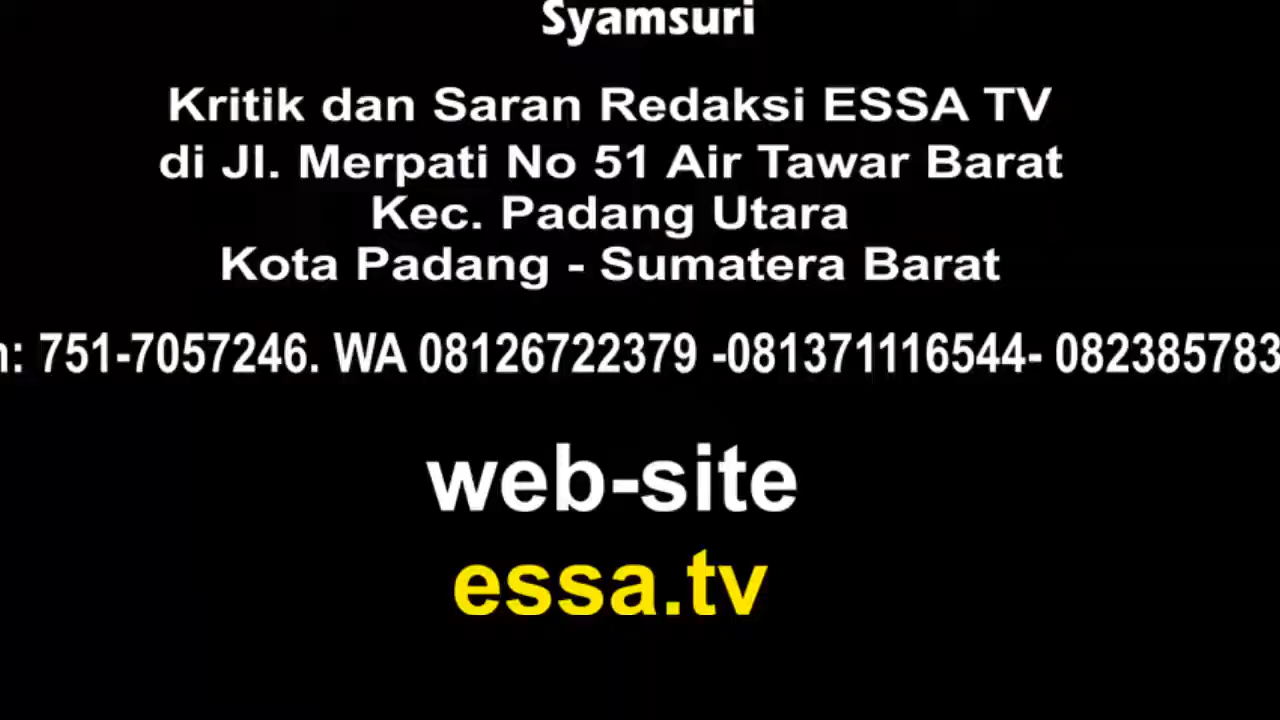 Syamsuri
Kritik dan Saran Redaksi ESSA TV
di Jl. Merpati No 51 Air Tawar Barat
Kec. Padang Utara
Kota Padang - Sumatera Barat
751-7057246. WA 08126722379 -081371116544- 082385783
web-site
essa.tv